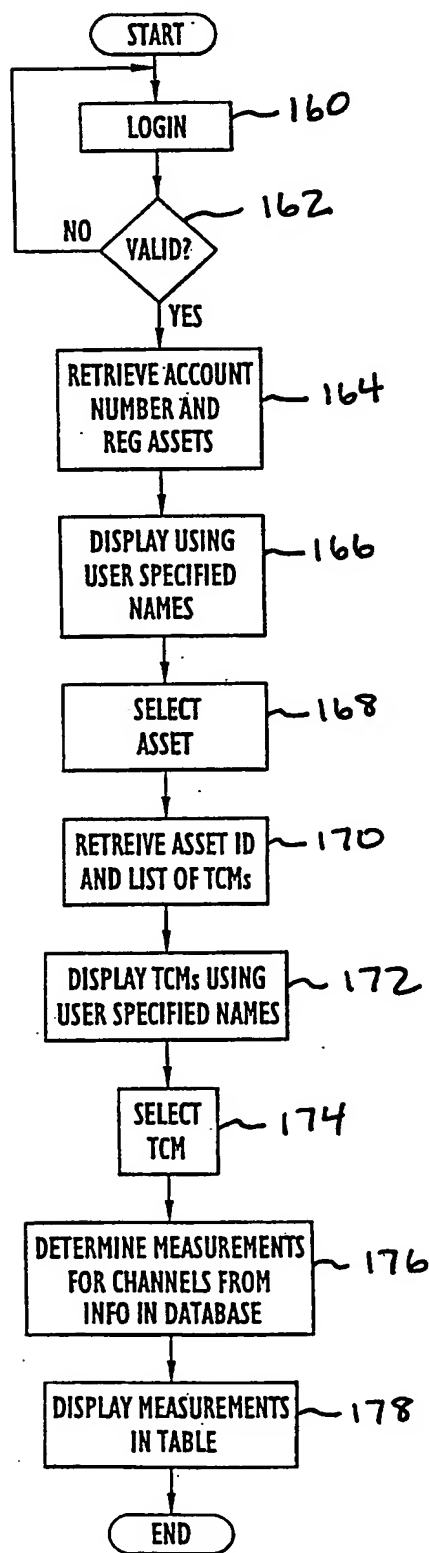 START
LOGIN
160
VALID?
162
NO
YES
RETRIEVE ACCOUNT
NUMBER AND
REG ASSETS
164
DISPLAY USING
USER SPECIFIED
NAMES
166
SELECT
ASSET
168
RETREIVE ASSET ID
AND LIST OF TCMs
170
DISPLAY TCMs USING
USER SPECIFIED NAMES
172
SELECT
TCM
174
DETERMINE MEASUREMENTS
FOR CHANNELS FROM
INFO IN DATABASE
176
DISPLAY MEASUREMENTS
IN TABLE
178
END